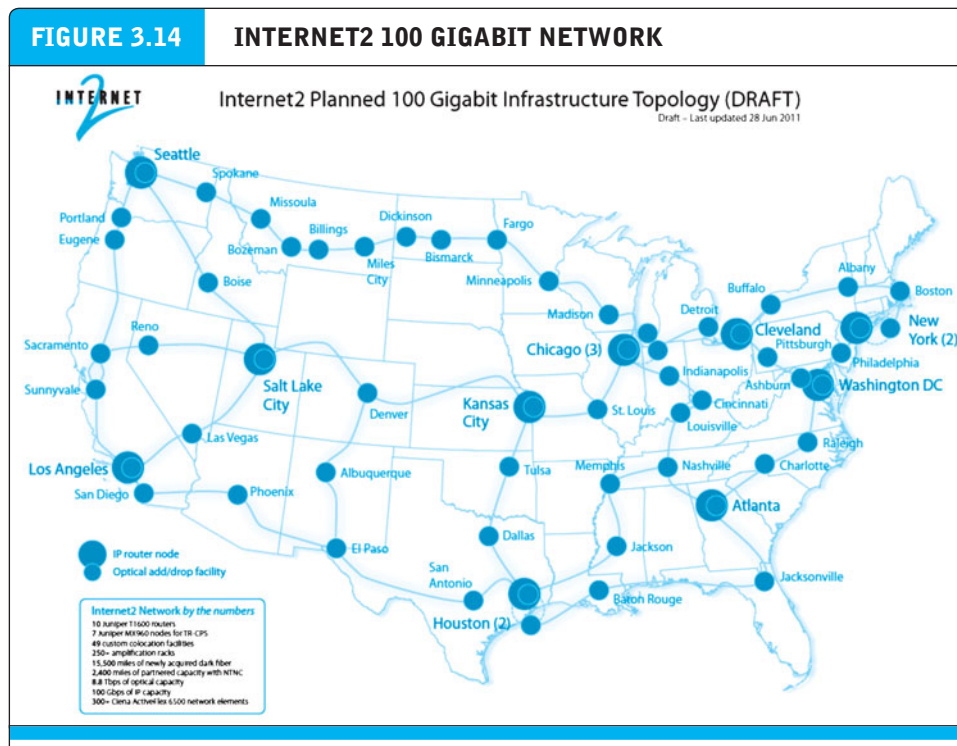 FIGURE 3.14
INTERNET2 100 GIGABIT NETWORK
INTERNET
2
Internet2 Planned 100 Gigabit Infrastructure Topology (DRAFT)
Draft – Last updated 28 Jun 2011
Seattle
Spokane
Portland
Eugene
Missoula
Bozeman
Billings
Miles
City
Dickinson
Bismarck
Fargo
Minneapolis
Boise
Reno
Sacramento
Sunnyvale
Salt Lake
City
Denver
Las Vegas
Los Angeles
San Diego
Phoenix
Albuquerque
El Paso
Kansas
City
Tulsa
Dallas
San
Antonio
Houston (2)
Madison
Chicago (3)
St. Louis
Indianapolis
Cincinnati
Louisville
Memphis
Nashville
Jackson
Baton Rouge
Detroit
Buffalo
Albany
Boston
Cleveland
Pittsburgh
New
York (2)
Philadelphia
Ashburn
Washington DC
Raleigh
Charlotte
Atlanta
Jacksonville
IP router node
Optical add/drop facility
Internet2 Network by the numbers
10 Juniper T1600 routers
7 Juniper MX960 nodes for TR-CPS
49 custom colocation facilities
250+ amplification racks
15,500 miles of newly acquired dark fiber
2,400 miles of partnered capacity with NTNC
8.8 Tbps of optical capacity
100 Gbps of IP capacity
300+ Ciena ActiveFlex 6500 network elements